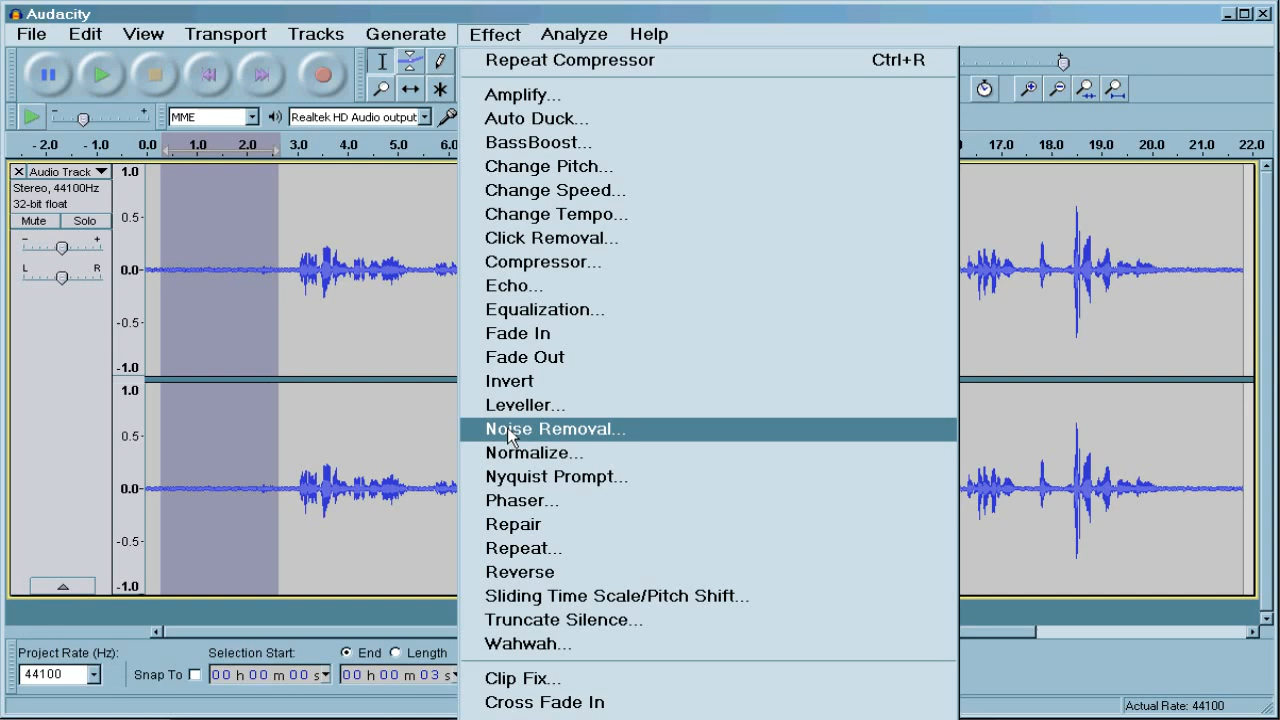 Audacity
File Edit View Transport Tracks Generate Effect Analyze Help
Repeat Compressor Ctrl+R
Amplify...
Auto Duck...
BassBoost...
Change Pitch...
Change Speed...
Change Tempo...
Click Removal...
Compressor...
Echo...
Equalization...
Fade In
Fade Out
Invert
Leveller...
Noise Removal...
Normalize...
Nyquist Prompt...
Phaser...
Repair
Repeat...
Reverse
Sliding Time Scale/Pitch Shift...
Truncate Silence...
Wahwah...
Clip Fix...
Cross Fade In
MME Realtek HD Audio output
- 2.0 - 1.0 0.0 1.0 2.0 3.0 4.0 5.0 6.0 17.0 18.0 19.0 20.0 21.0 22.0
Audio Track
Stereo, 44100Hz
32-bit float
Mute Solo
- +
L R
1.0
0.5-
0.0-
-0.5-
-1.0
1.0
0.5-
0.0-
-0.5-
-1.0
Project Rate (Hz):
44100
Snap To
Selection Start:
End Length
00 h 00 m 00 s
00 h 00 m 03 s
Actual Rate: 44100